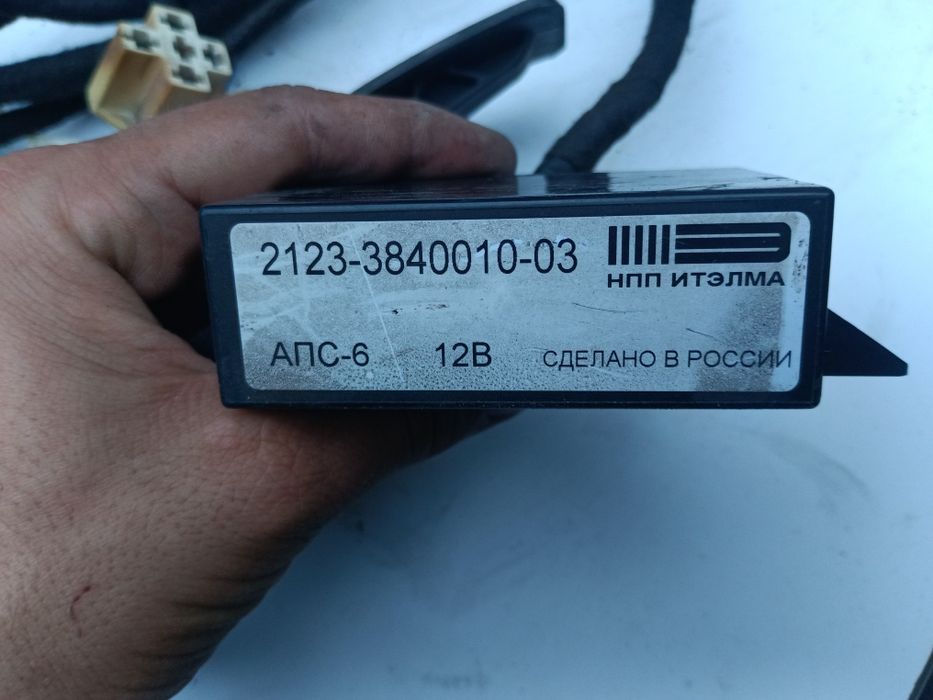 2123-3840010-03
НПП ИТЭЛМА
АПС-6 12В СДЕЛАНО В РОССИИ